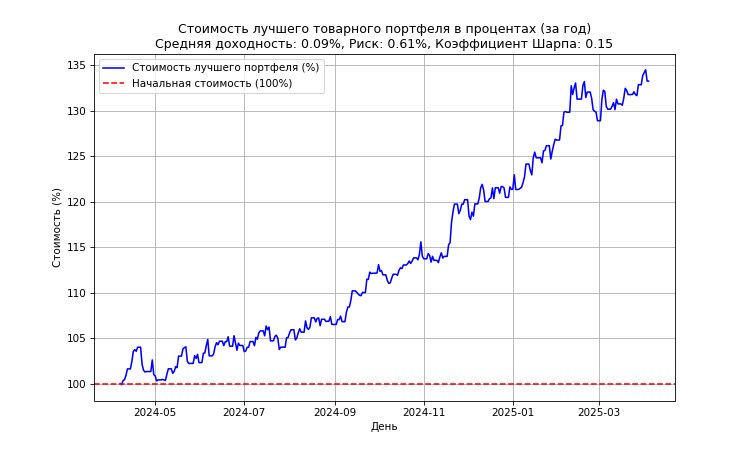 Стоимость лучшего товарного портфеля в процентах (за год)
Средняя доходность: 0.09%, Риск: 0.61%, Коэффициент Шарпа: 0.15
Стоимость лучшего портфеля (%)
Начальная стоимость (100%)
Стоимость (%)
135
130
125
120
115
110
105
100
2024-05
2024-07
2024-09
2024-11
2025-01
2025-03
День